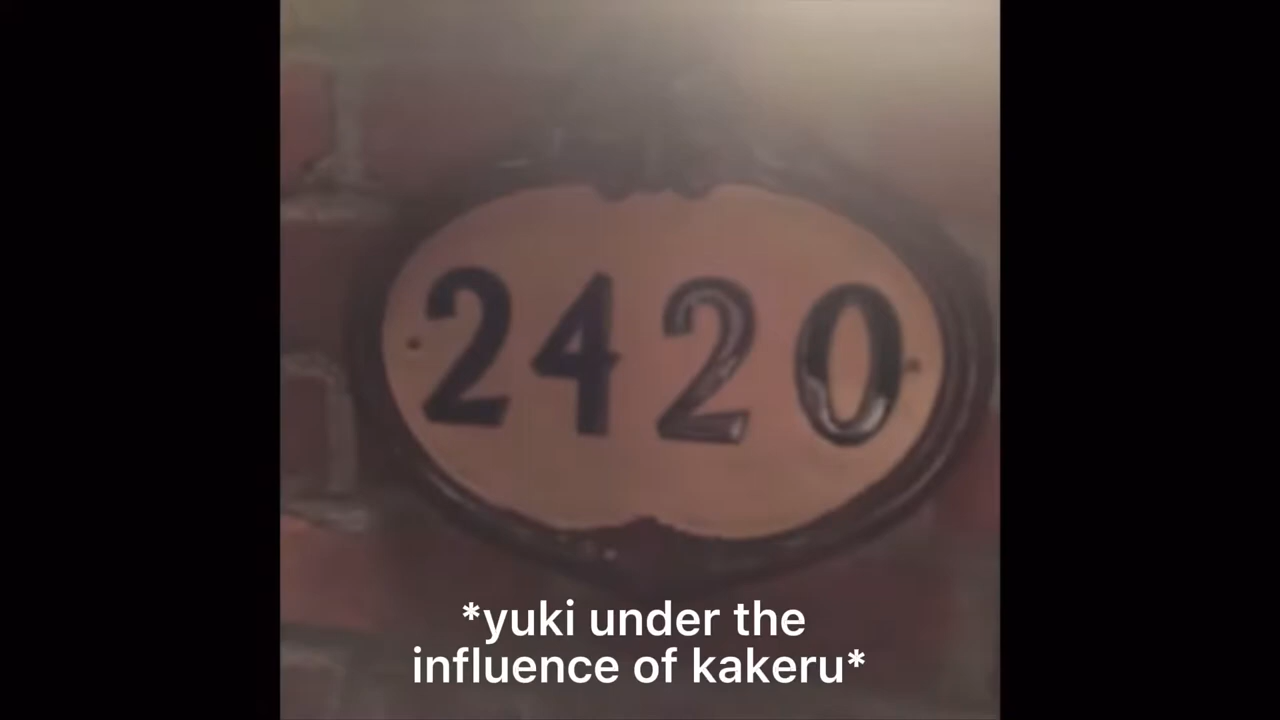 2420
*yuki under the
influence of kakeru*